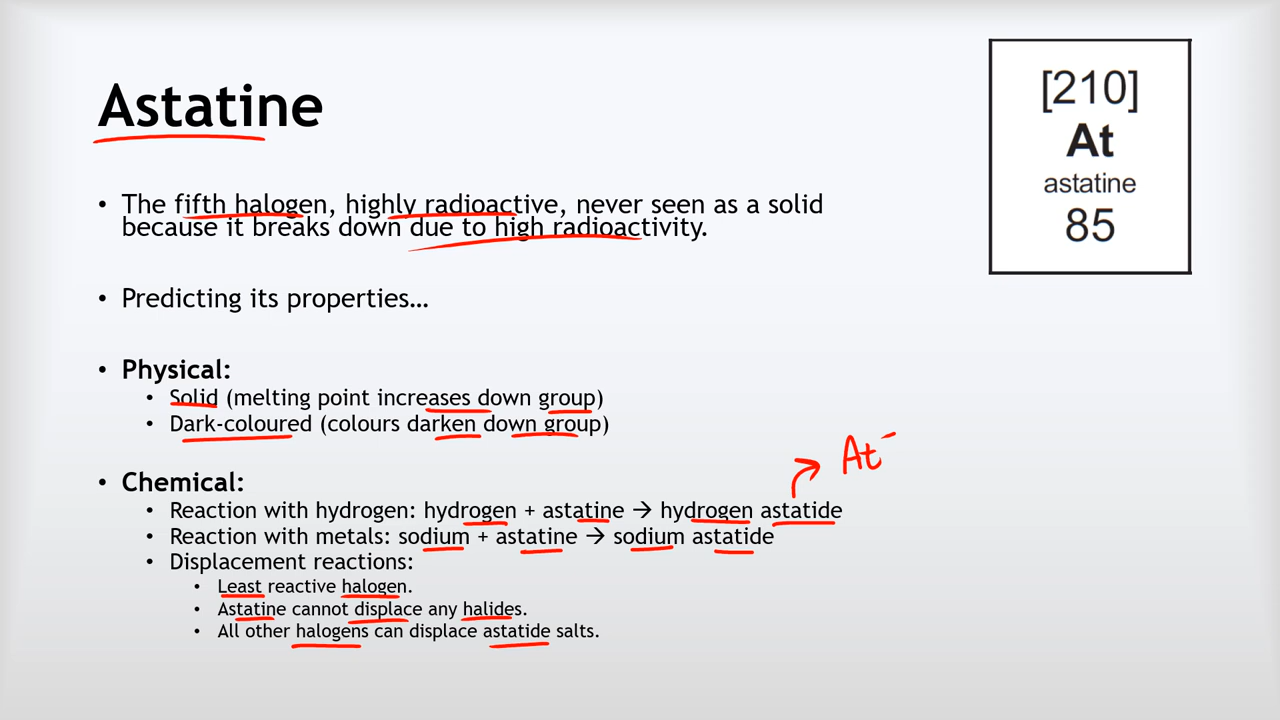 Astatine
[210]
At
astatine
85
• The fifth halogen, highly radioactive, never seen as a solid
because it breaks down due to high radioactivity.
• Predicting its properties…
• Physical:
• Solid (melting point increases down group)
• Dark-coloured (colours darken down group)
At⁻
• Chemical:
• Reaction with hydrogen: hydrogen + astatine → hydrogen astatide
• Reaction with metals: sodium + astatine → sodium astatide
• Displacement reactions:
• Least reactive halogen.
• Astatine cannot displace any halides.
• All other halogens can displace astatide salts.